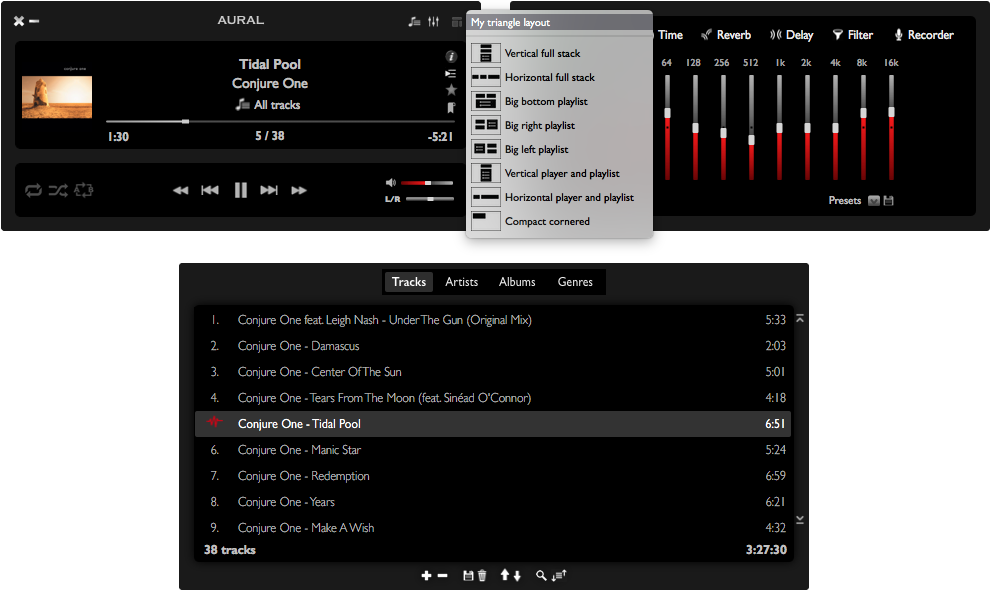 AURAL
Tidal Pool
Conjure One
All tracks
1:30
5 / 38
-5:21
L/R
My triangle layout
Vertical full stack
Horizontal full stack
Big bottom playlist
Big right playlist
Big left playlist
Vertical player and playlist
Horizontal player and playlist
Compact cornered
Time Reverb Delay Filter Recorder
64 128 256 512 1k 2k 4k 8k 16k
Presets
Tracks Artists Albums Genres
1. Conjure One feat. Leigh Nash - Under The Gun (Original Mix) 5:33
2. Conjure One - Damascus 2:03
3. Conjure One - Center Of The Sun 5:01
4. Conjure One - Tears From The Moon (feat. Sinéad O'Connor) 4:18
Conjure One - Tidal Pool 6:51
6. Conjure One - Manic Star 5:24
7. Conjure One - Redemption 6:59
8. Conjure One - Years 6:21
9. Conjure One - Make A Wish 4:32
38 tracks 3:27:30